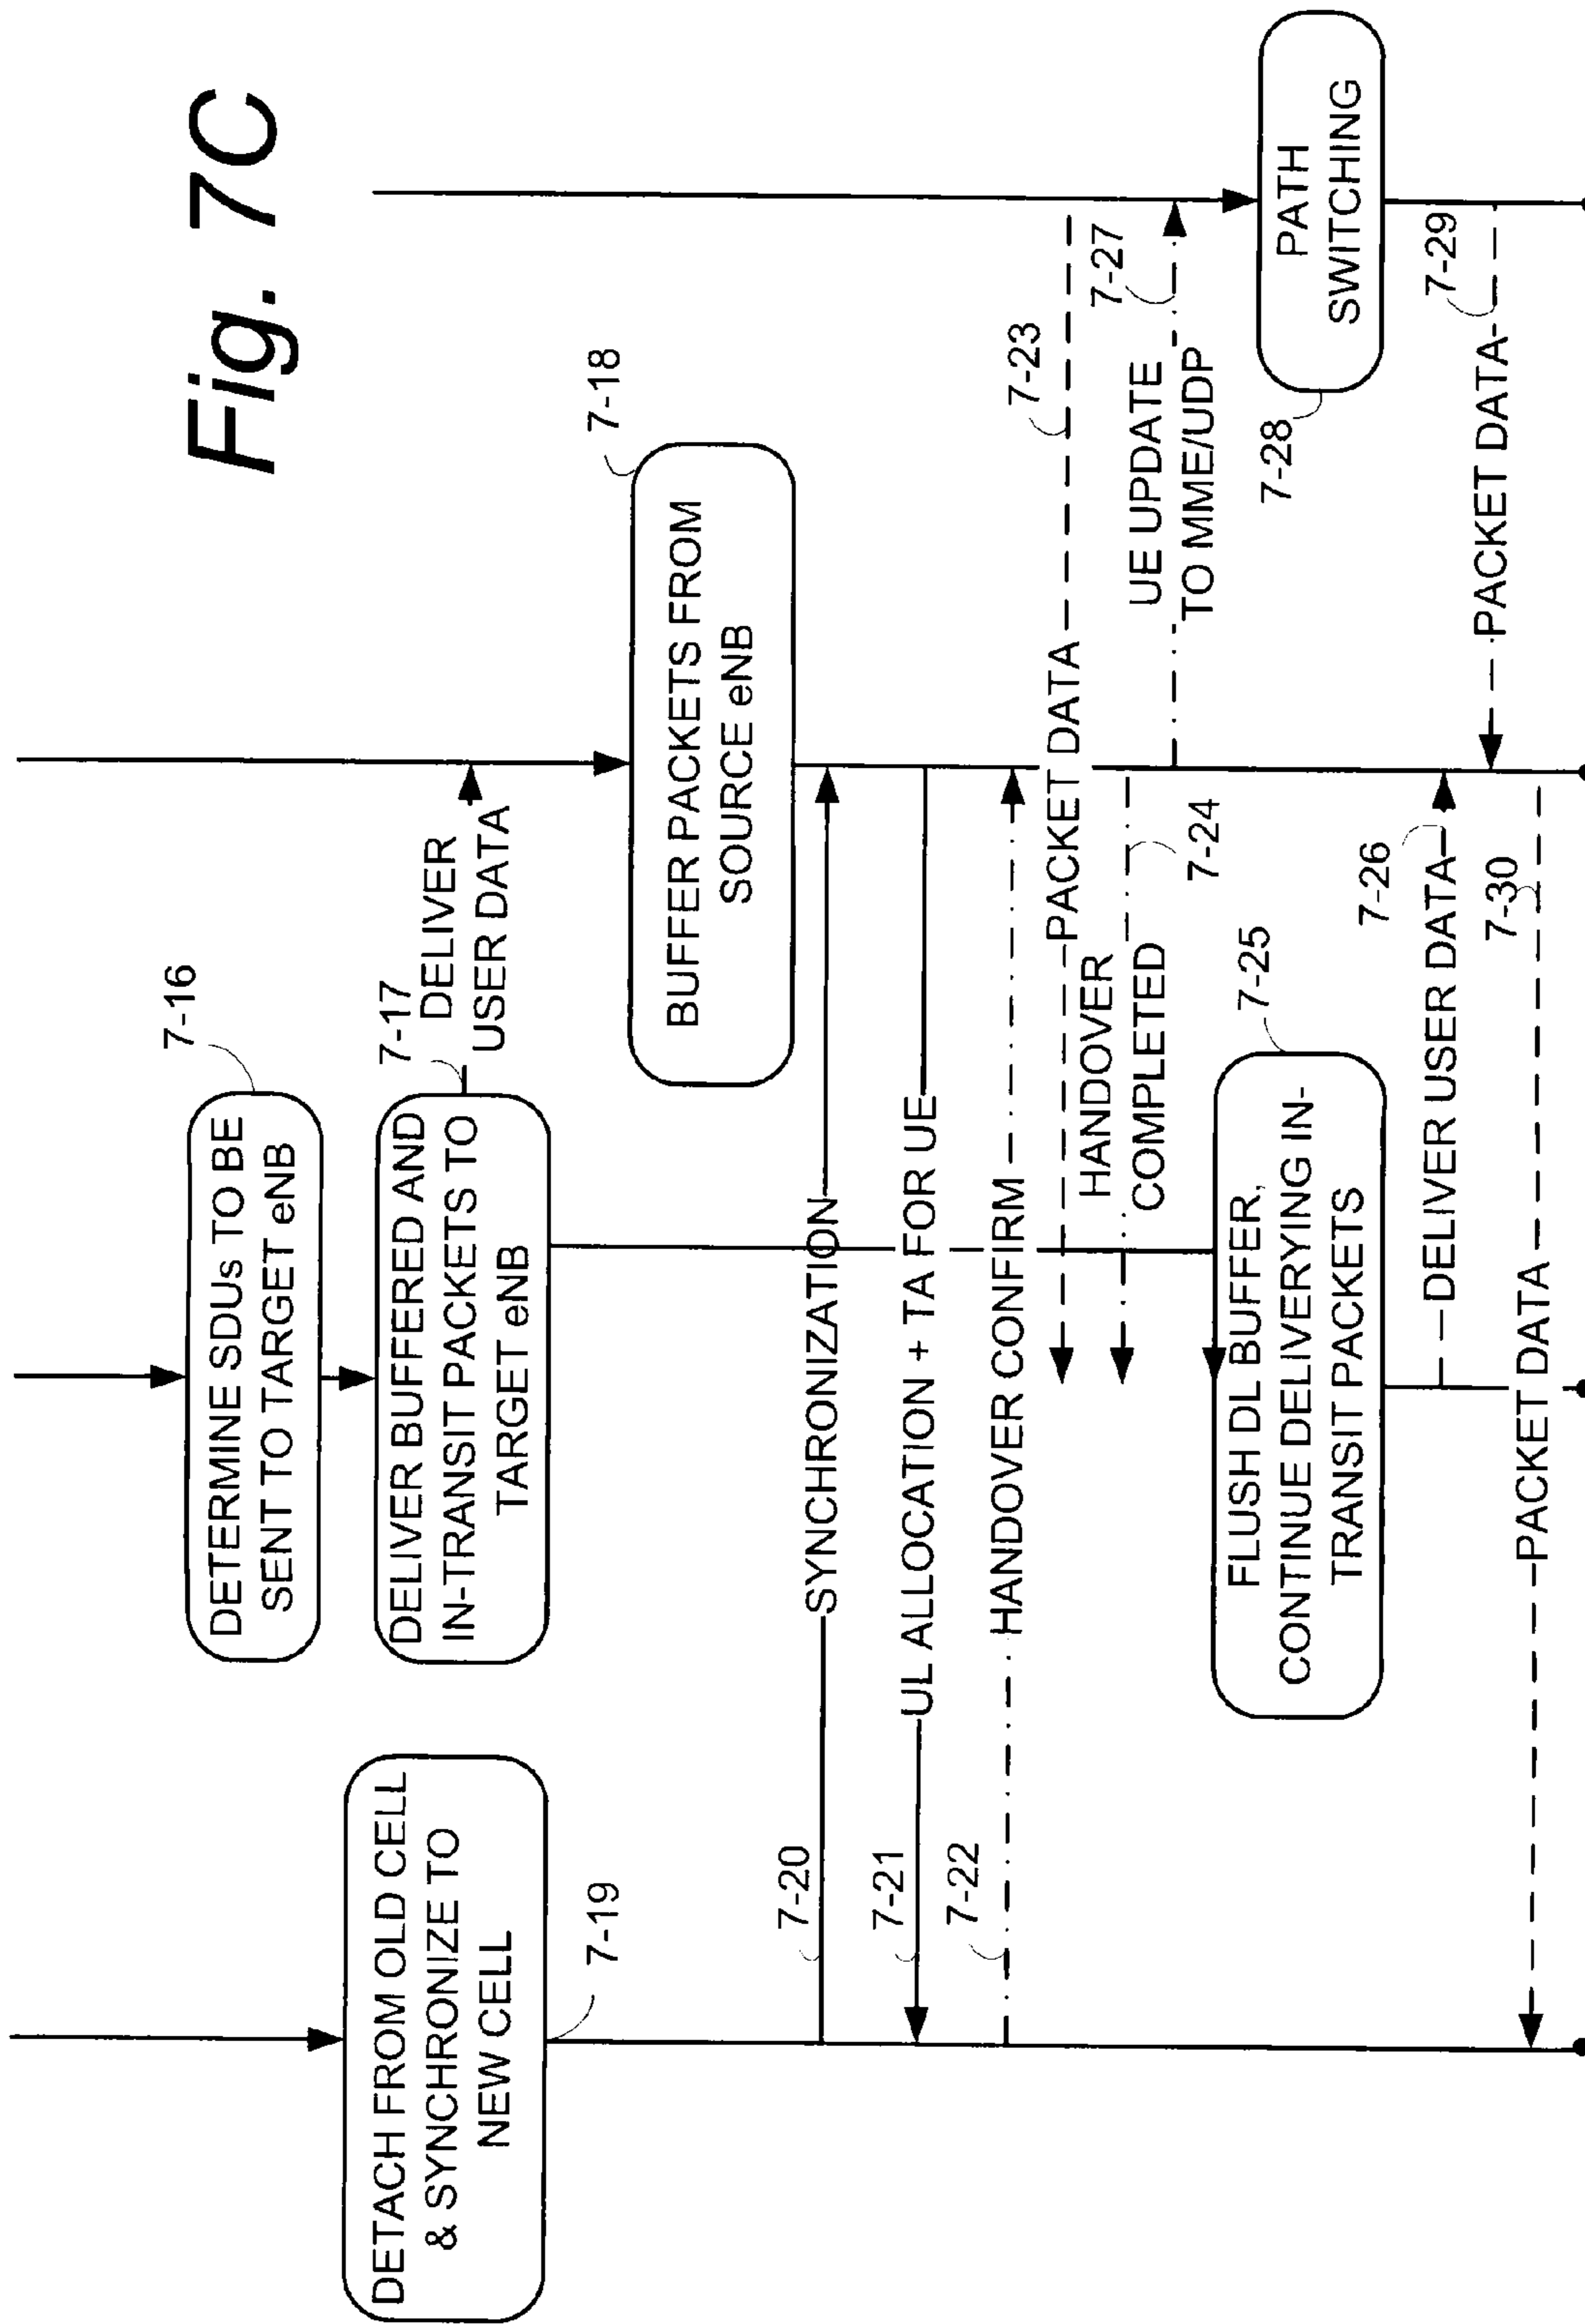 Fig. 7C
7-16
DETERMINE SDUs TO BE
SENT TO TARGET eNB
7-17
DELIVER BUFFERED AND
IN-TRANSIT PACKETS TO
TARGET eNB
DELIVER
USER DATA
7-18
BUFFER PACKETS FROM
SOURCE eNB
DETACH FROM OLD CELL
& SYNCHRONIZE TO
NEW CELL
7-19
7-20
SYNCHRONIZATION
7-21
UL ALLOCATION + TA FOR UE
7-22
HANDOVER CONFIRM
PACKET DATA
7-23
HANDOVER
COMPLETED
7-24
UE UPDATE
TO MME/UDP
7-27
7-25
FLUSH DL BUFFER,
CONTINUE DELIVERYING IN-
TRANSIT PACKETS
7-28
PATH
SWITCHING
DELIVER USER DATA
7-26
PACKET DATA
7-29
PACKET DATA
7-30